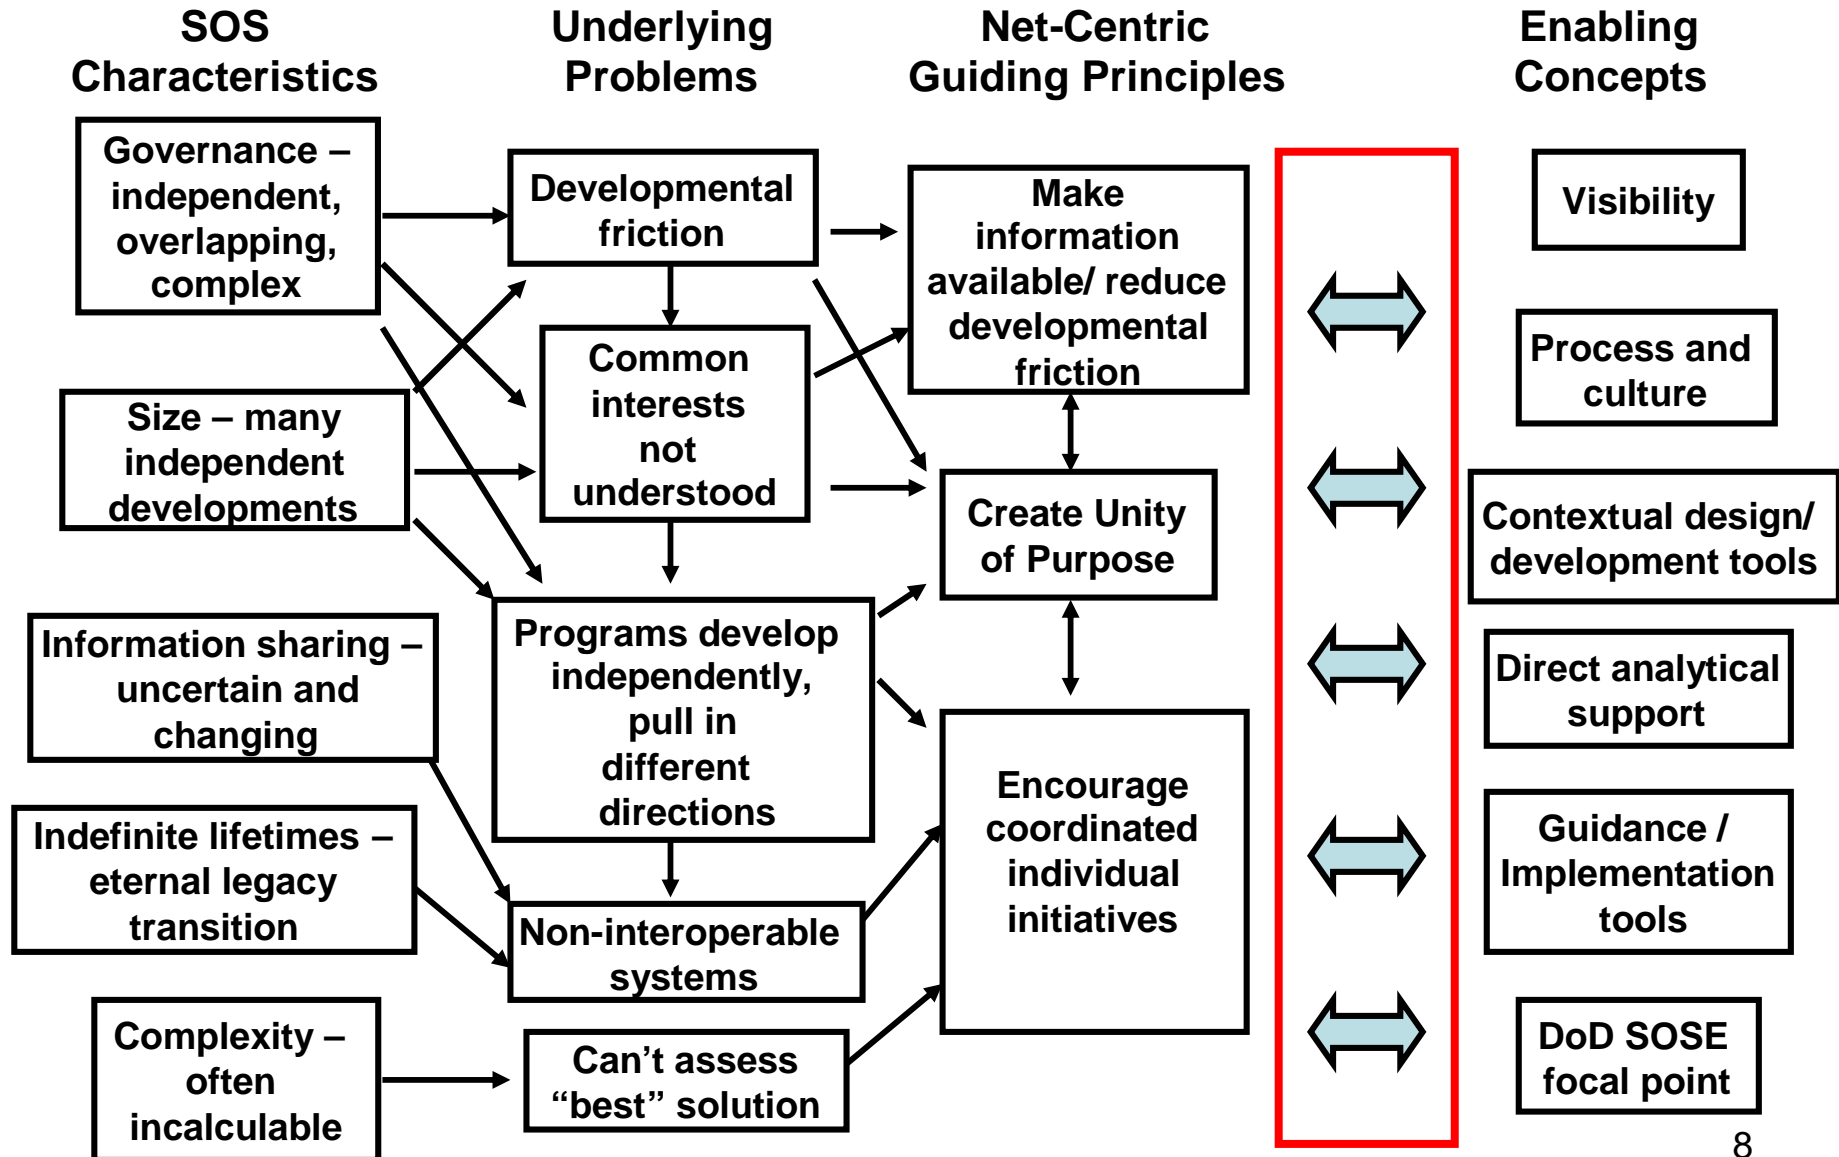 SOS
Characteristics
Underlying
Problems
Net-Centric
Guiding Principles
Enabling
Concepts
Governance –
independent,
overlapping,
complex
Size – many
independent
developments
Information sharing –
uncertain and
changing
Indefinite lifetimes –
eternal legacy
transition
Complexity –
often
incalculable
Developmental
friction
Common
interests
not
understood
Programs develop
independently,
pull in
different
directions
Non-interoperable
systems
Can’t assess
“best” solution
Make
information
available/ reduce
developmental
friction
Create Unity
of Purpose
Encourage
coordinated
individual
initiatives
Visibility
Process and
culture
Contextual design/
development tools
Direct analytical
support
Guidance /
Implementation
tools
DoD SOSE
focal point
8